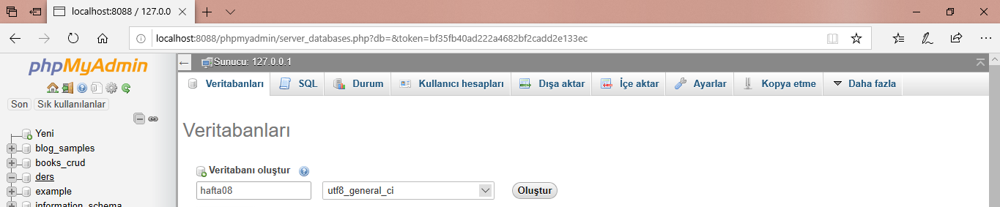 localhost:8088 / 127.0.0
localhost:8088/phpmyadmin/server_databases.php?db=&token=bf35fb40ad222a4682bf2cadd2e133ec
phpMyAdmin
Son Sık kullanılanlar
Yeni
blog_samples
books_crud
ders
example
information_schema
Sunucu: 127.0.0.1
Veritabanları SQL Durum Kullanıcı hesapları Dışa aktar İçe aktar Ayarlar Kopya etme Daha fazla
Veritabanları
Veritabanı oluştur
hafta08 utf8_general_ci Oluştur